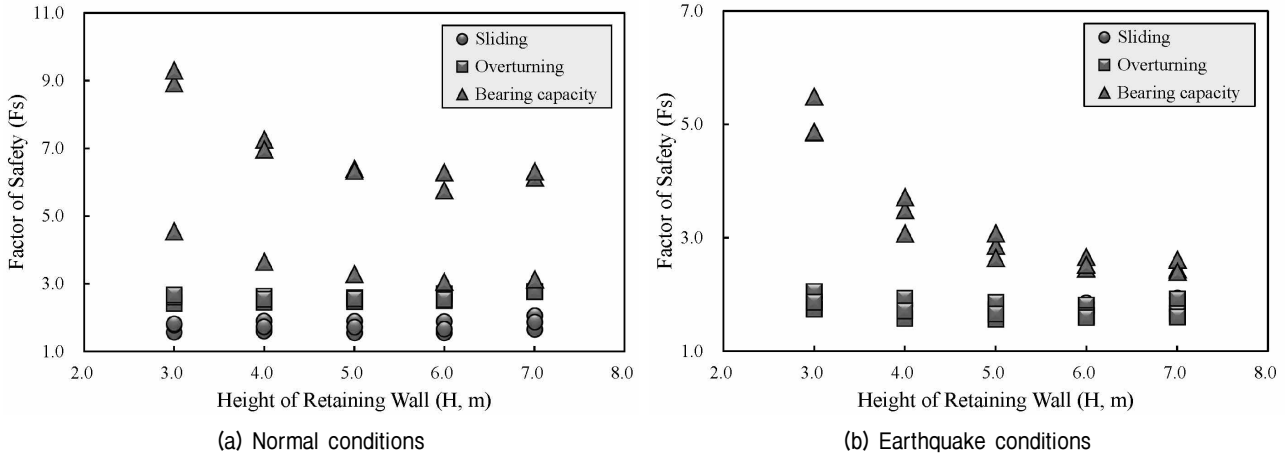 11.0
9.0
7.0
5.0
3.0
1.0
Factor of Safety (Fs)
Sliding
Overturning
Bearing capacity
2.0 3.0 4.0 5.0 6.0 7.0 8.0
Height of Retaining Wall (H, m)
(a) Normal conditions
7.0
5.0
3.0
1.0
Factor of Safety (Fs)
Sliding
Overturning
Bearing capacity
2.0 3.0 4.0 5.0 6.0 7.0 8.0
Height of Retaining Wall (H, m)
(b) Earthquake conditions